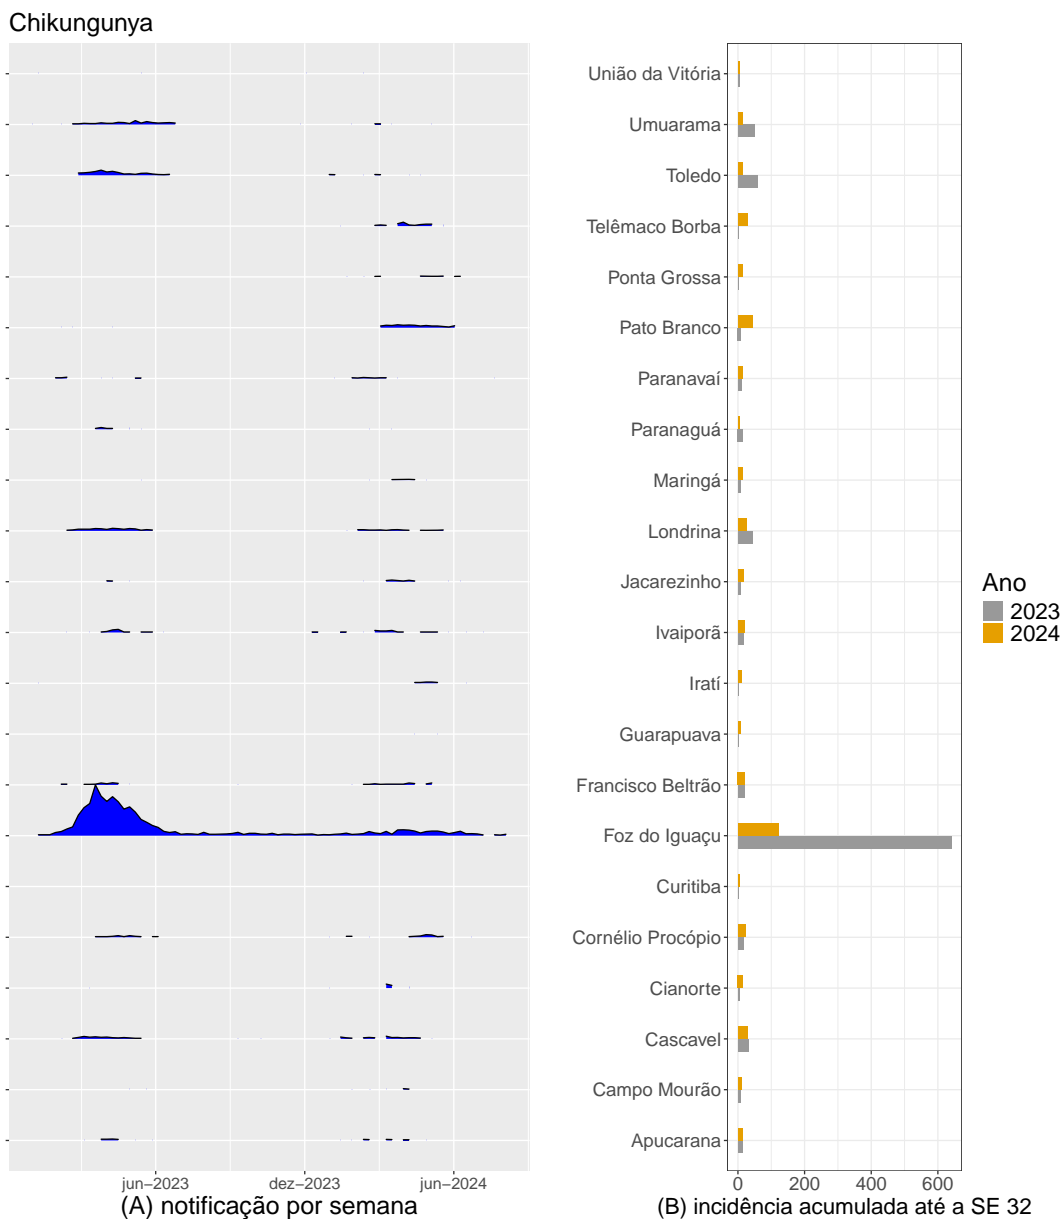 Chikungunya
União da Vitória
Umuarama
Toledo
Telêmaco Borba
Ponta Grossa
Pato Branco
Paranavaí
Paranaguá
Maringá
Londrina
Jacarezinho
Ivaiporã
Iratí
Guarapuava
Francisco Beltrão
Foz do Iguaçu
Curitiba
Cornélio Procópio
Cianorte
Cascavel
Campo Mourão
Apucarana
jun−2023 dez−2023 jun−2024
(A) notificação por semana
0 200 400 600
(B) incidência acumulada até a SE 32
Ano
2023
2024